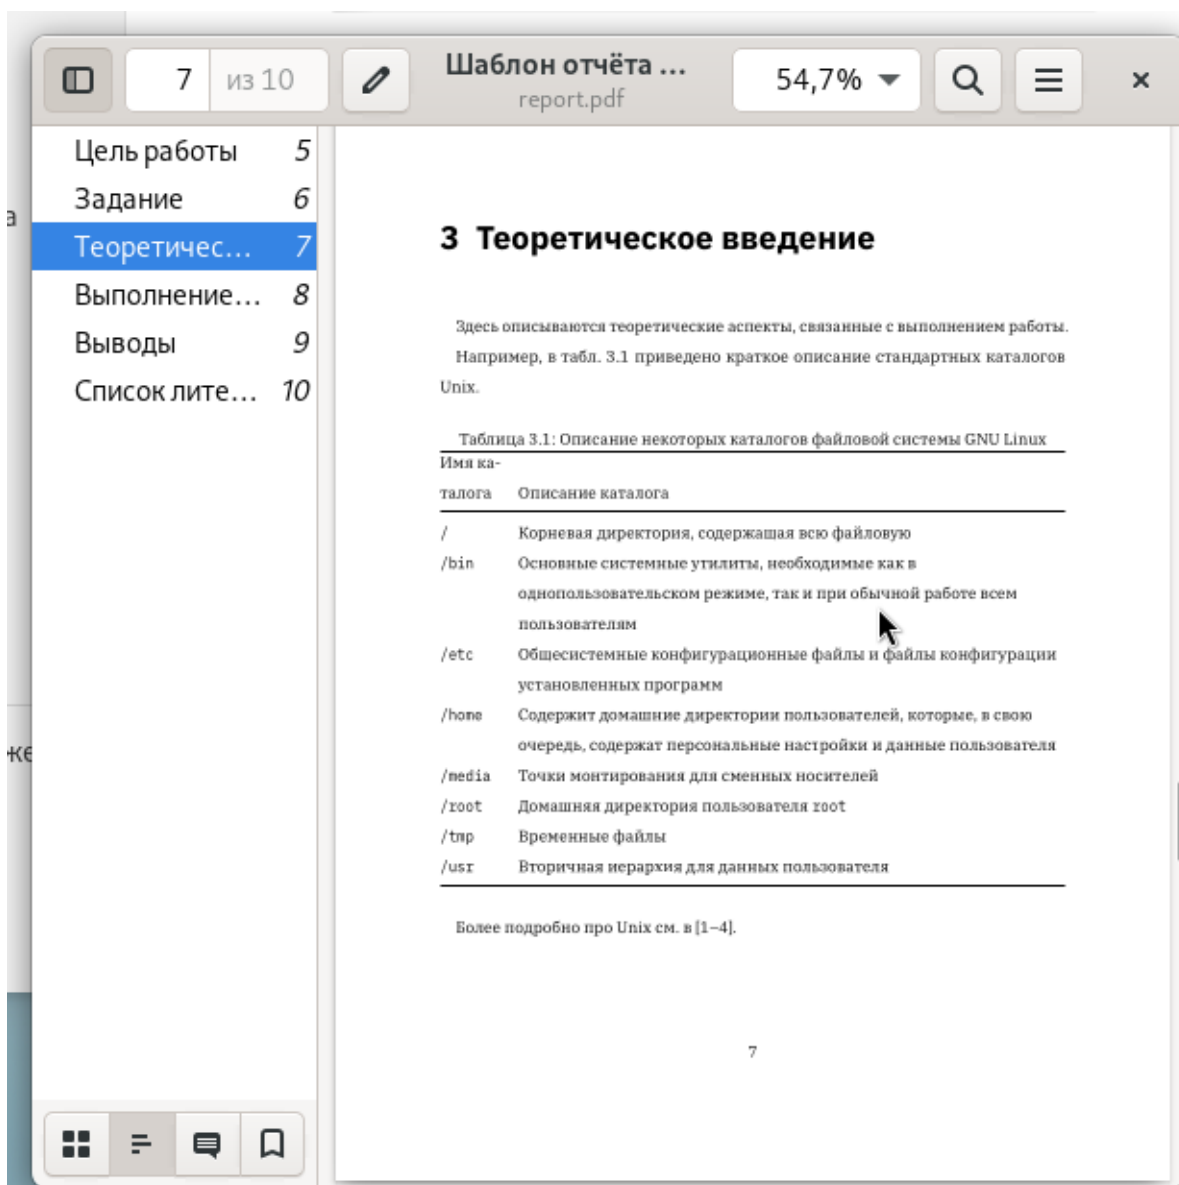 7 из 10
Шаблон отчёта ...
report.pdf
54,7%
а
же
Цель работы 5
Задание 6
Теоретичес... 7
Выполнение... 8
Выводы 9
Список лите... 10
3 Теоретическое введение
Здесь описываются теоретические аспекты, связанные с выполнением работы.
Например, в табл. 3.1 приведено краткое описание стандартных каталогов
Unix.
Таблица 3.1: Описание некоторых каталогов файловой системы GNU Linux
Имя ка-
талога Описание каталога
/ Корневая директория, содержащая всю файловую
/bin Основные системные утилиты, необходимые как в
однопользовательском режиме, так и при обычной работе всем
пользователям
/etc Общесистемные конфигурационные файлы и файлы конфигурации
установленных программ
/home Содержит домашние директории пользователей, которые, в свою
очередь, содержат персональные настройки и данные пользователя
/media Точки монтирования для сменных носителей
/root Домашняя директория пользователя root
/tmp Временные файлы
/usr Вторичная иерархия для данных пользователя
Более подробно про Unix см. в [1–4].
7